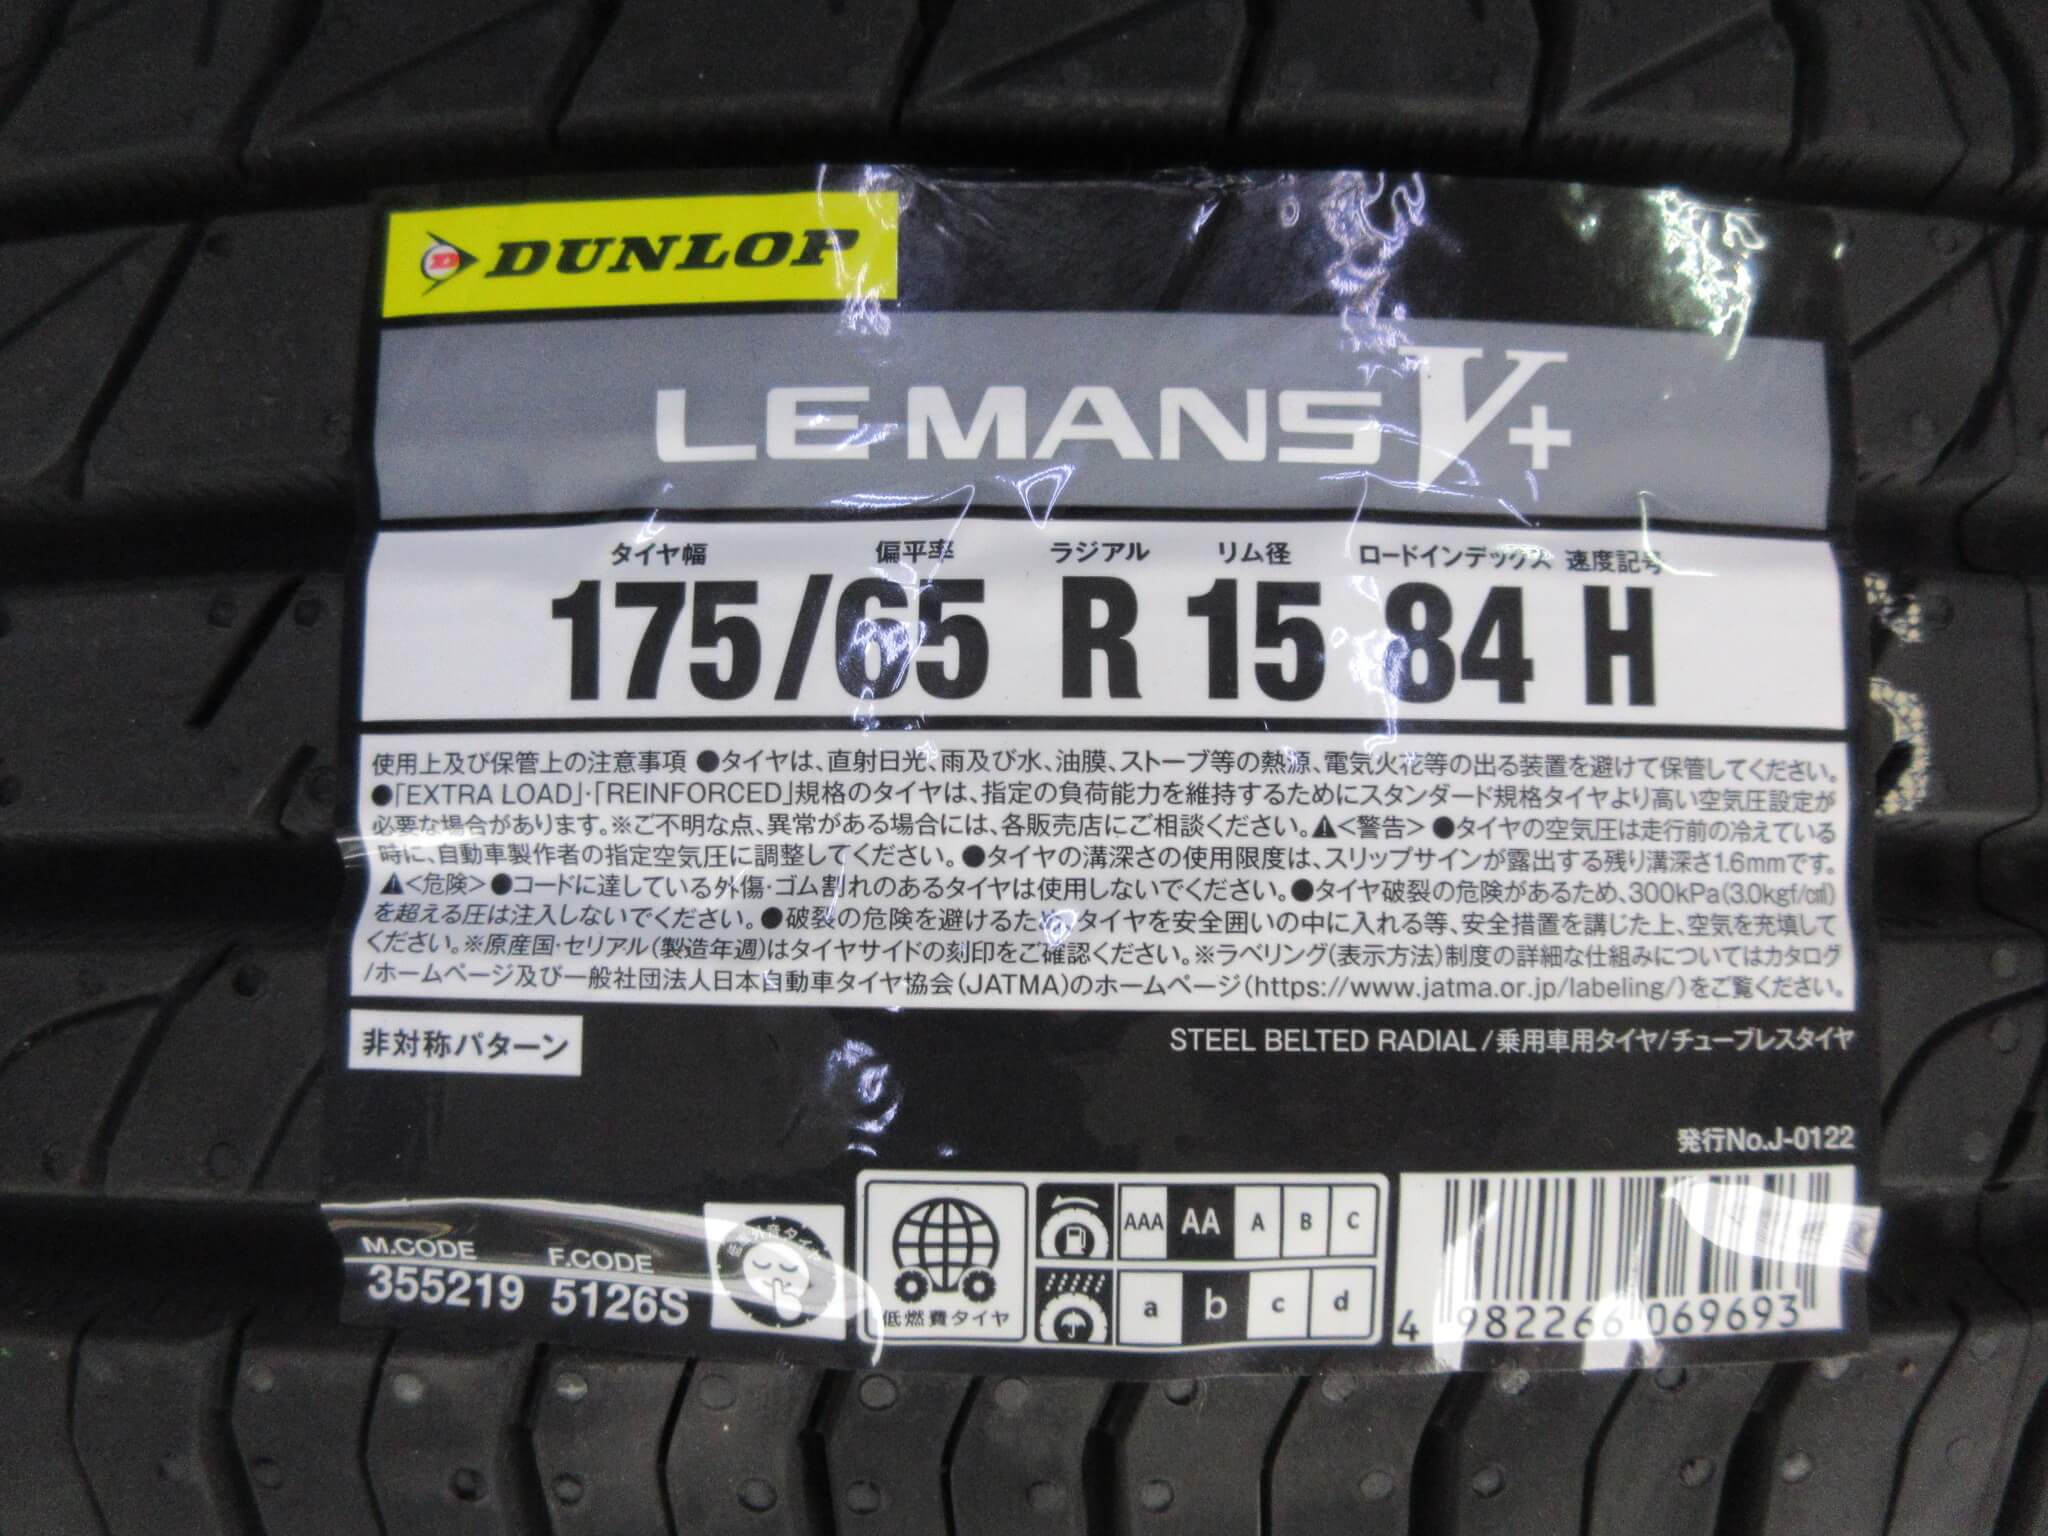 DUNLOP
LE MANS V+
タイヤ幅 偏平率 ラジアル リム径 ロードインデックス 速度記号
175/65 R 15 84 H
使用上及び保管上の注意事項 ●タイヤは、直射日光、雨及び水、油膜、ストーブ等の熱源、電気火花等の出る装置を避けて保管してください。
●「EXTRA LOAD」・「REINFORCED」規格のタイヤは、指定の負荷能力を維持するためにスタンダード規格タイヤより高い空気圧設定が
必要な場合があります。※ご不明な点、異常がある場合には、各販売店にご相談ください。⚠<警告> ●タイヤの空気圧は走行前の冷えている
時に、自動車製作者の指定空気圧に調整してください。●タイヤの溝深さの使用限度は、スリップサインが露出する残り溝深さ1.6mmです。
⚠<危険>●コードに達している外傷・ゴム割れのあるタイヤは使用しないでください。●タイヤ破裂の危険があるため、300kPa(3.0kgf/c㎡)
を超える圧は注入しないでください。●破裂の危険を避けるため、タイヤを安全囲いの中に入れる等、安全措置を講じた上、空気を充填して
ください。※原産国・セリアル(製造年週)はタイヤサイドの刻印をご確認ください。※ラベリング(表示方法)制度の詳細な仕組みについてはカタログ
/ホームページ及び一般社団法人日本自動車タイヤ協会(JATMA)のホームページ(https://www.jatma.or.jp/labeling/)をご覧ください。
非対称パターン
STEEL BELTED RADIAL/乗用車用タイヤ/チューブレスタイヤ
発行No.J-0122
M.CODE F.CODE
355219 5126S
低車外音タイヤ
低燃費タイヤ
AAA AA A B C
a b c d
4 982266 069693